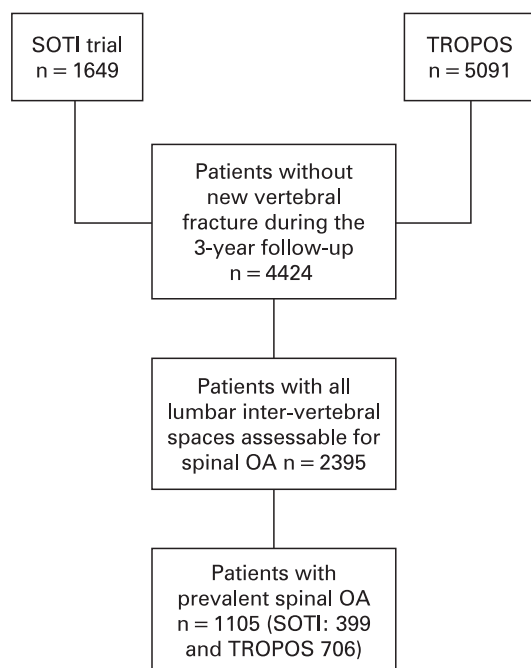 SOTI trial
n = 1649
TROPOS
n = 5091
Patients without
new vertebral
fracture during the
3-year follow-up
n = 4424
Patients with all
lumbar inter-vertebral
spaces assessable for
spinal OA n = 2395
Patients with
prevalent spinal OA
n = 1105 (SOTI: 399
and TROPOS 706)